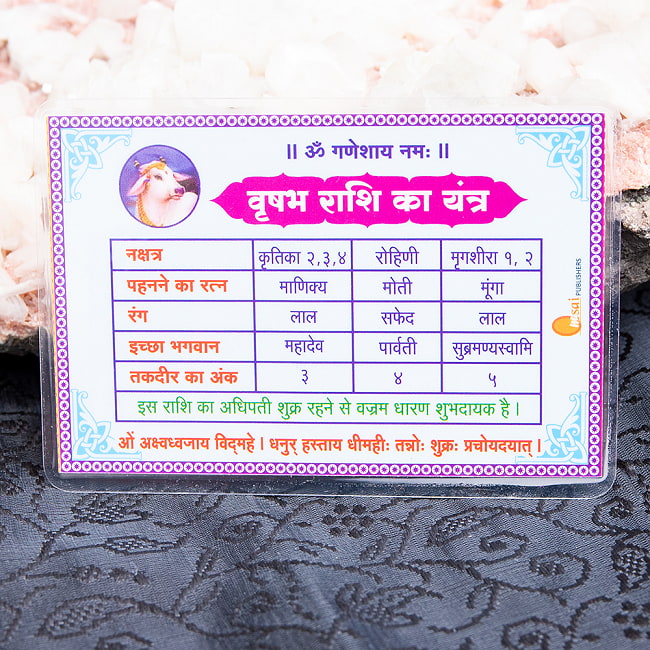 ॥ ॐ गणेशाय नमः ॥
वृषभ राशि का यंत्र
नक्षत्र कृतिका २,३,४ रोहिणी मृगशीरा १, २
पहनने का रत्न माणिक्य मोती मूंगा
रंग लाल सफेद लाल
इच्छा भगवान महादेव पार्वती सुब्रमण्यस्वामि
तकदीर का अंक ३ ४ ५
इस राशि का अधिपती शुक्र रहने से वज्रम धारण शुभदायक है।
ओं अक्ष्वध्वजाय विद्महे। धनुर् हस्ताय धीमहीः तन्नोः शुक्रः प्रचोयदयात्।
sai
PUBLISHERS